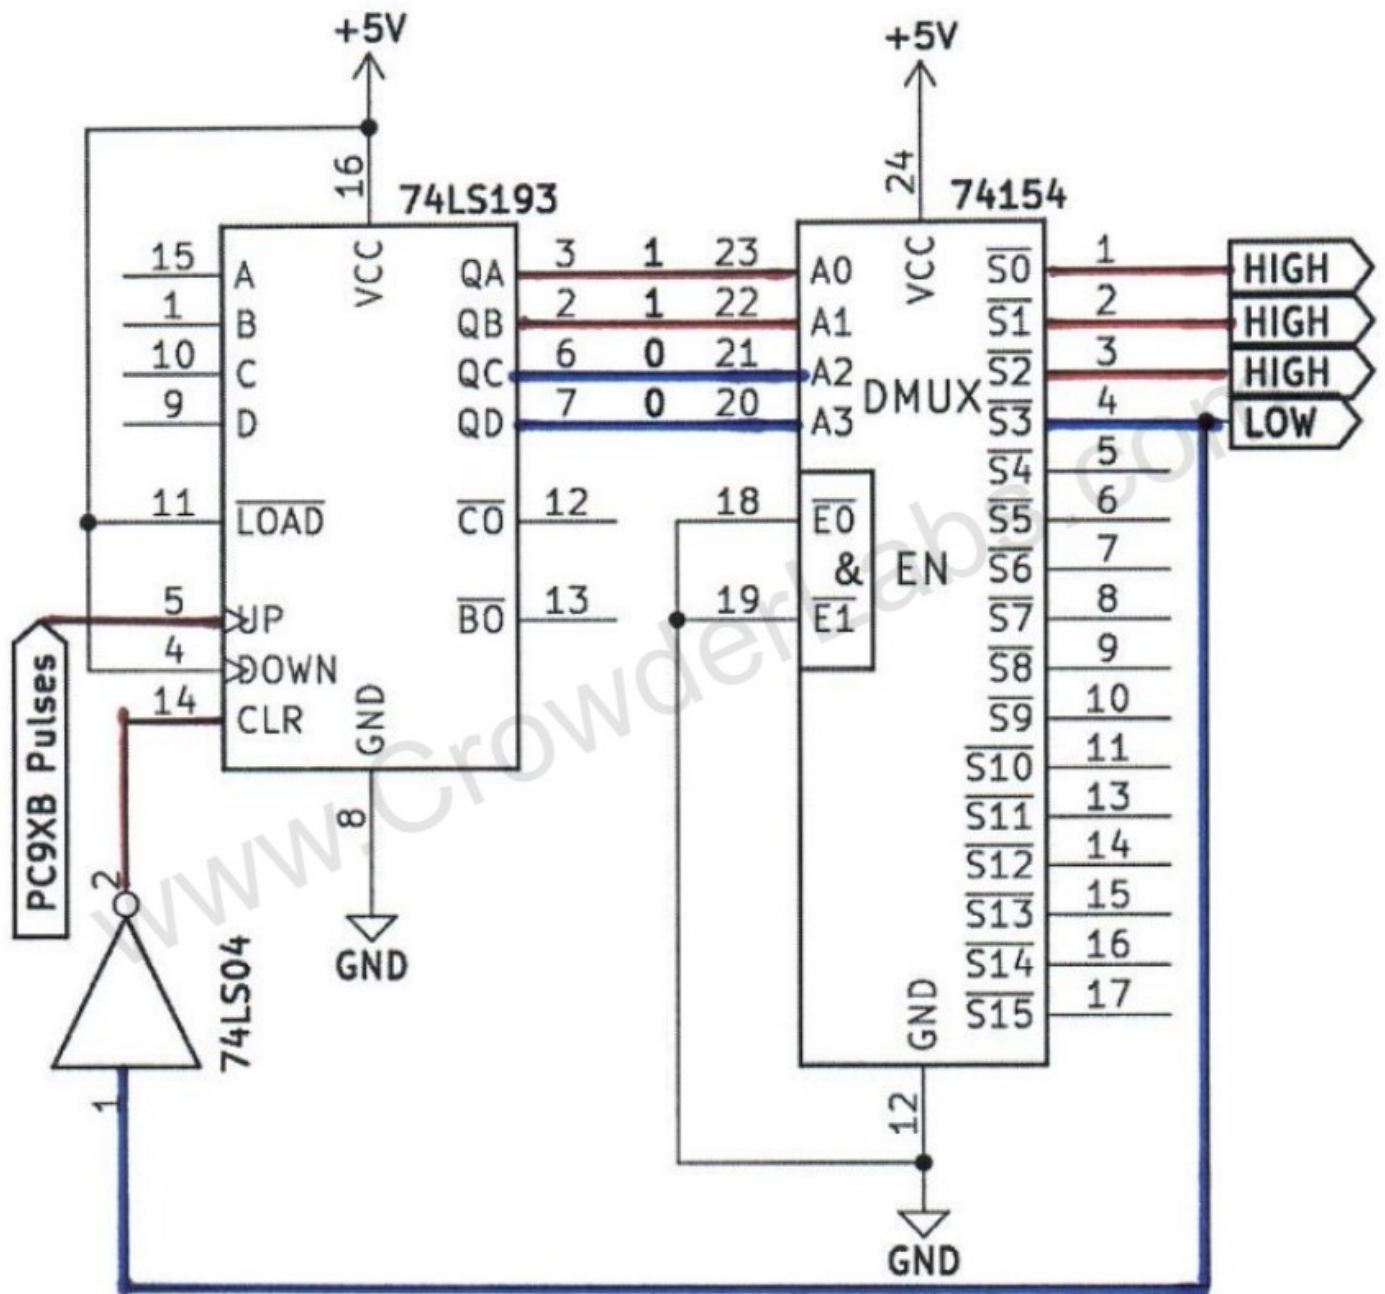 +5V
+5V
16
24
74LS193
74154
VCC
VCC
15
A
QA
3
1
23
A0
S0
1
HIGH
1
B
QB
2
1
22
A1
S1
2
HIGH
10
C
QC
6
0
21
A2
S2
3
HIGH
9
D
QD
7
0
20
A3
DMUX
S3
4
LOW
S4
5
11
LOAD
CO
12
18
E0
S5
6
& EN
S6
7
5
UP
BO
13
19
E1
S7
8
4
DOWN
S8
9
14
CLR
GND
S9
10
S10
11
PC9XB Pulses
8
S11
13
S12
14
2
S13
15
GND
S14
16
74LS04
GND
S15
17
1
12
GND
www.CrowderLabs.com